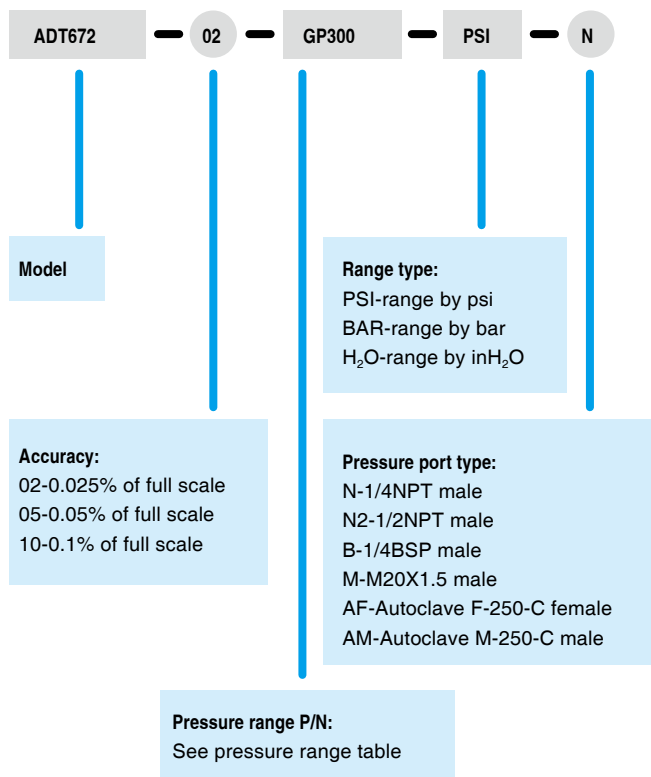 ADT672 02 GP300 PSI N
Model
Range type:
PSI-range by psi
BAR-range by bar
H₂O-range by inH₂O
Accuracy:
02-0.025% of full scale
05-0.05% of full scale
10-0.1% of full scale
Pressure port type:
N-1/4NPT male
N2-1/2NPT male
B-1/4BSP male
M-M20X1.5 male
AF-Autoclave F-250-C female
AM-Autoclave M-250-C male
Pressure range P/N:
See pressure range table